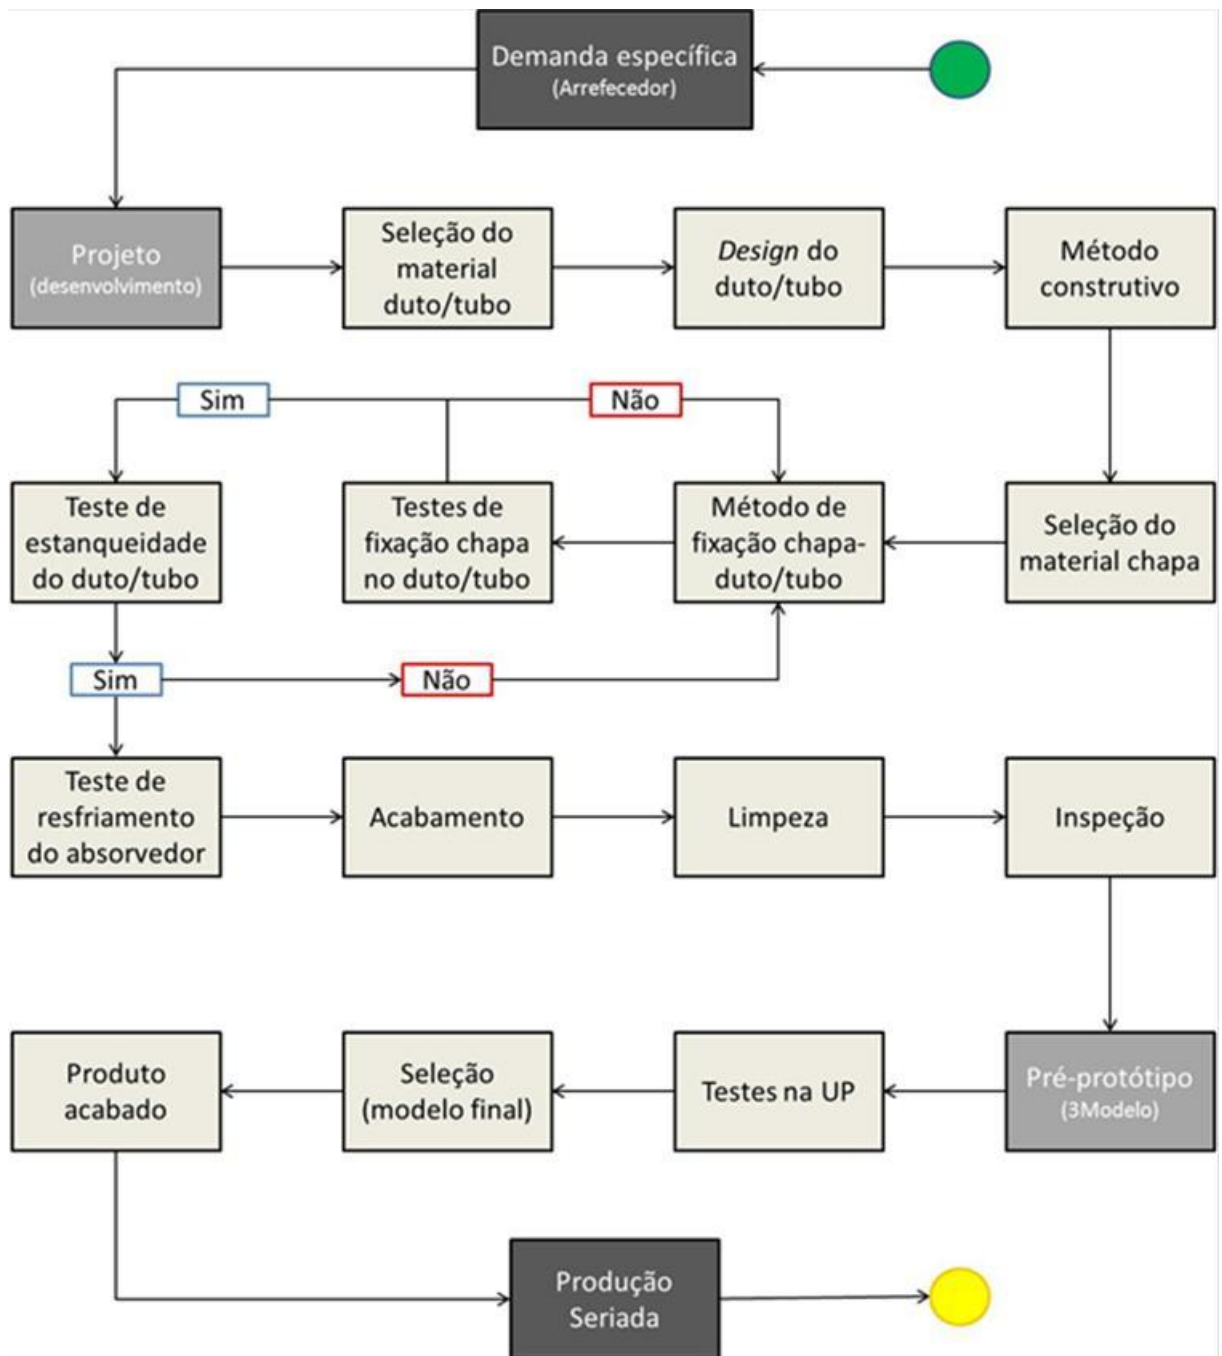 Demanda específica
(Arrefecedor)
Projeto
(desenvolvimento)
Seleção do
material
duto/tubo
Design do
duto/tubo
Método
construtivo
Sim
Não
Teste de
estanqueidade
do duto/tubo
Testes de
fixação chapa
no duto/tubo
Método de
fixação chapa-
duto/tubo
Seleção do
material chapa
Sim
Não
Teste de
resfriamento
do absorvedor
Acabamento
Limpeza
Inspeção
Produto
acabado
Seleção
(modelo final)
Testes na UP
Pré-protótipo
(3Modelo)
Produção
Seriada